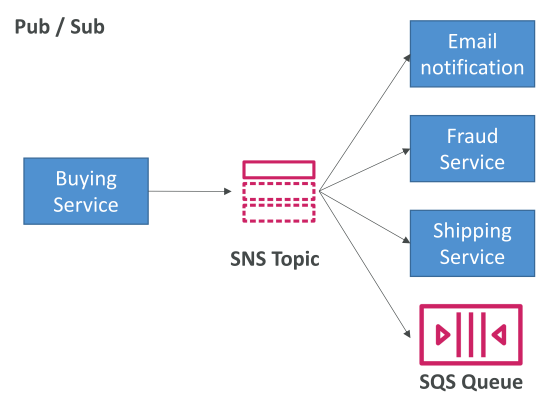 Pub / Sub
Email
notification
Fraud
Service
Buying
Service
Shipping
Service
SNS Topic
SQS Queue